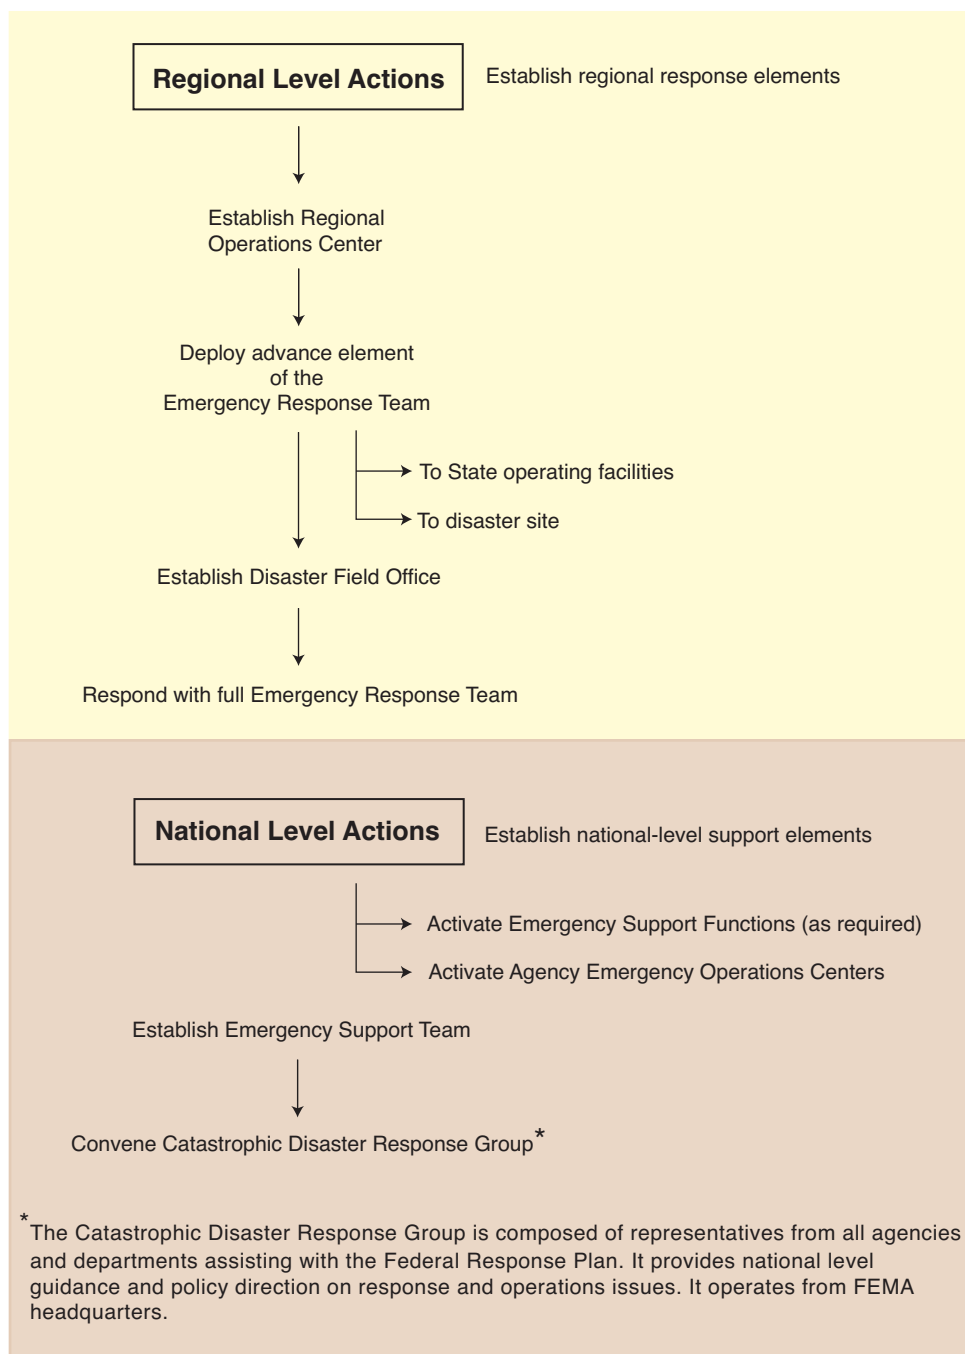 Regional Level Actions
Establish regional response elements
Establish Regional
Operations Center
Deploy advance element
of the
Emergency Response Team
To State operating facilities
To disaster site
Establish Disaster Field Office
Respond with full Emergency Response Team
National Level Actions
Establish national-level support elements
Activate Emergency Support Functions (as required)
Activate Agency Emergency Operations Centers
Establish Emergency Support Team
Convene Catastrophic Disaster Response Group*
*The Catastrophic Disaster Response Group is composed of representatives from all agencies
and departments assisting with the Federal Response Plan. It provides national level
guidance and policy direction on response and operations issues. It operates from FEMA
headquarters.